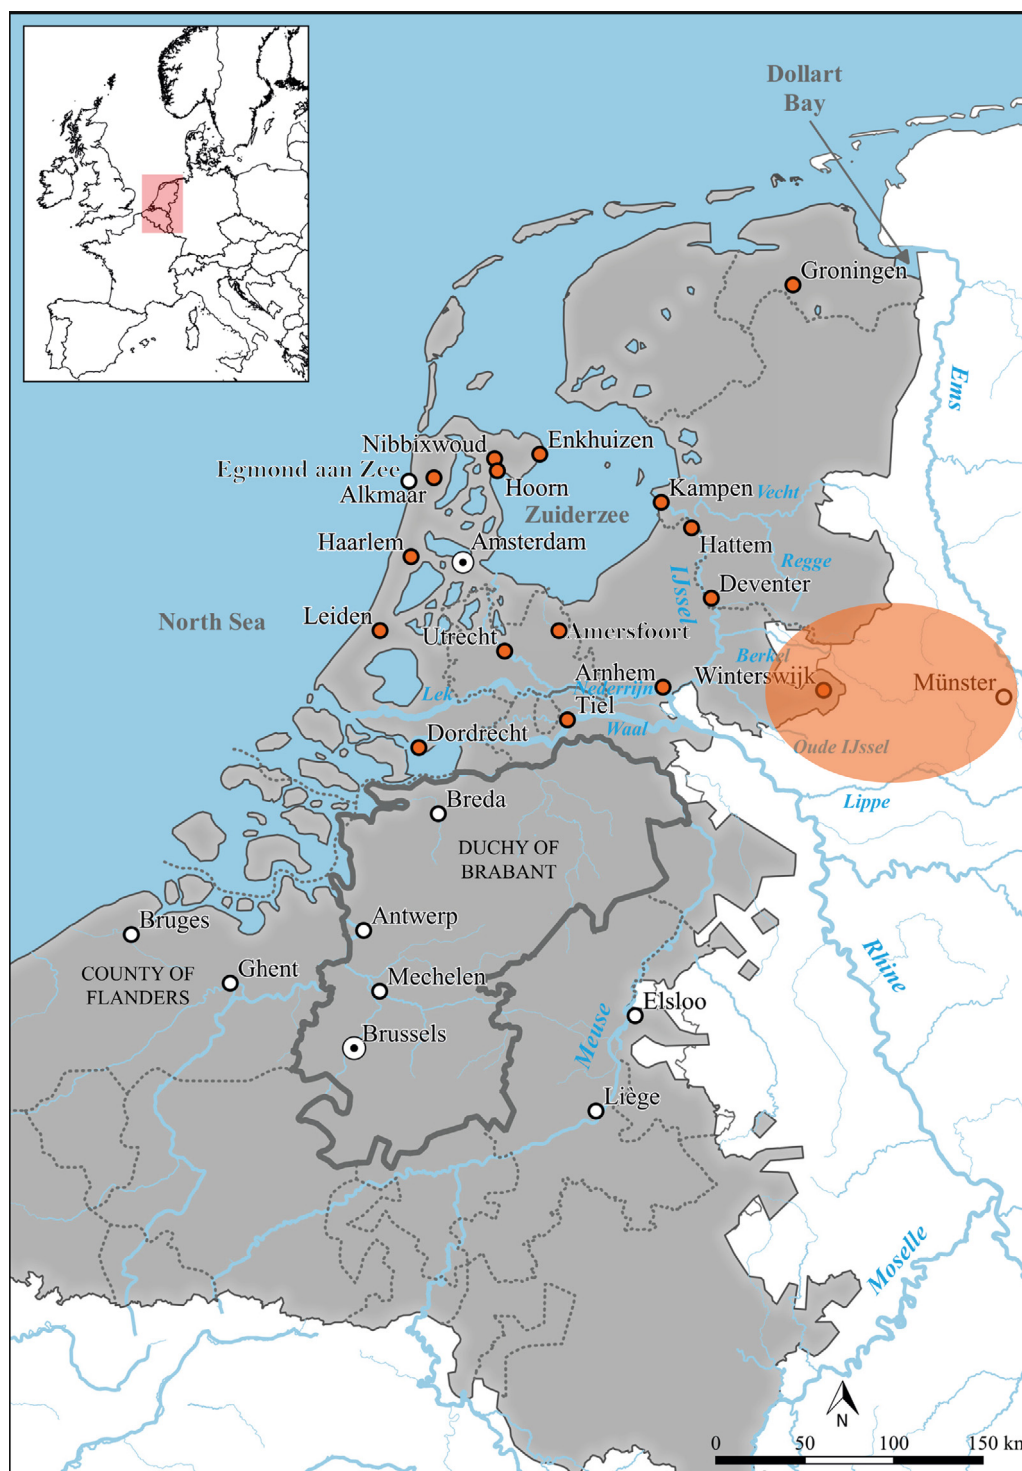 Dollart
Bay
Groningen
Ems
Nibbixwoud
Enkhuizen
Egmond aan Zee
Alkmaar
Hoorn
Kampen
Vecht
Zuiderzee
Haarlem
Amsterdam
Hattem
Regge
IJssel
Deventer
North Sea
Leiden
Utrecht
Amersfoort
Berkel
Arnhem
Winterswijk
Münster
Lek
Nederrijn
Tiel
Waal
Dordrecht
Oude IJssel
Lippe
Breda
DUCHY OF
BRABANT
Bruges
Antwerp
Rhine
COUNTY OF
FLANDERS
Ghent
Mechelen
Elsloo
Meuse
Brussels
Liège
Moselle
N
0 50 100 150 km